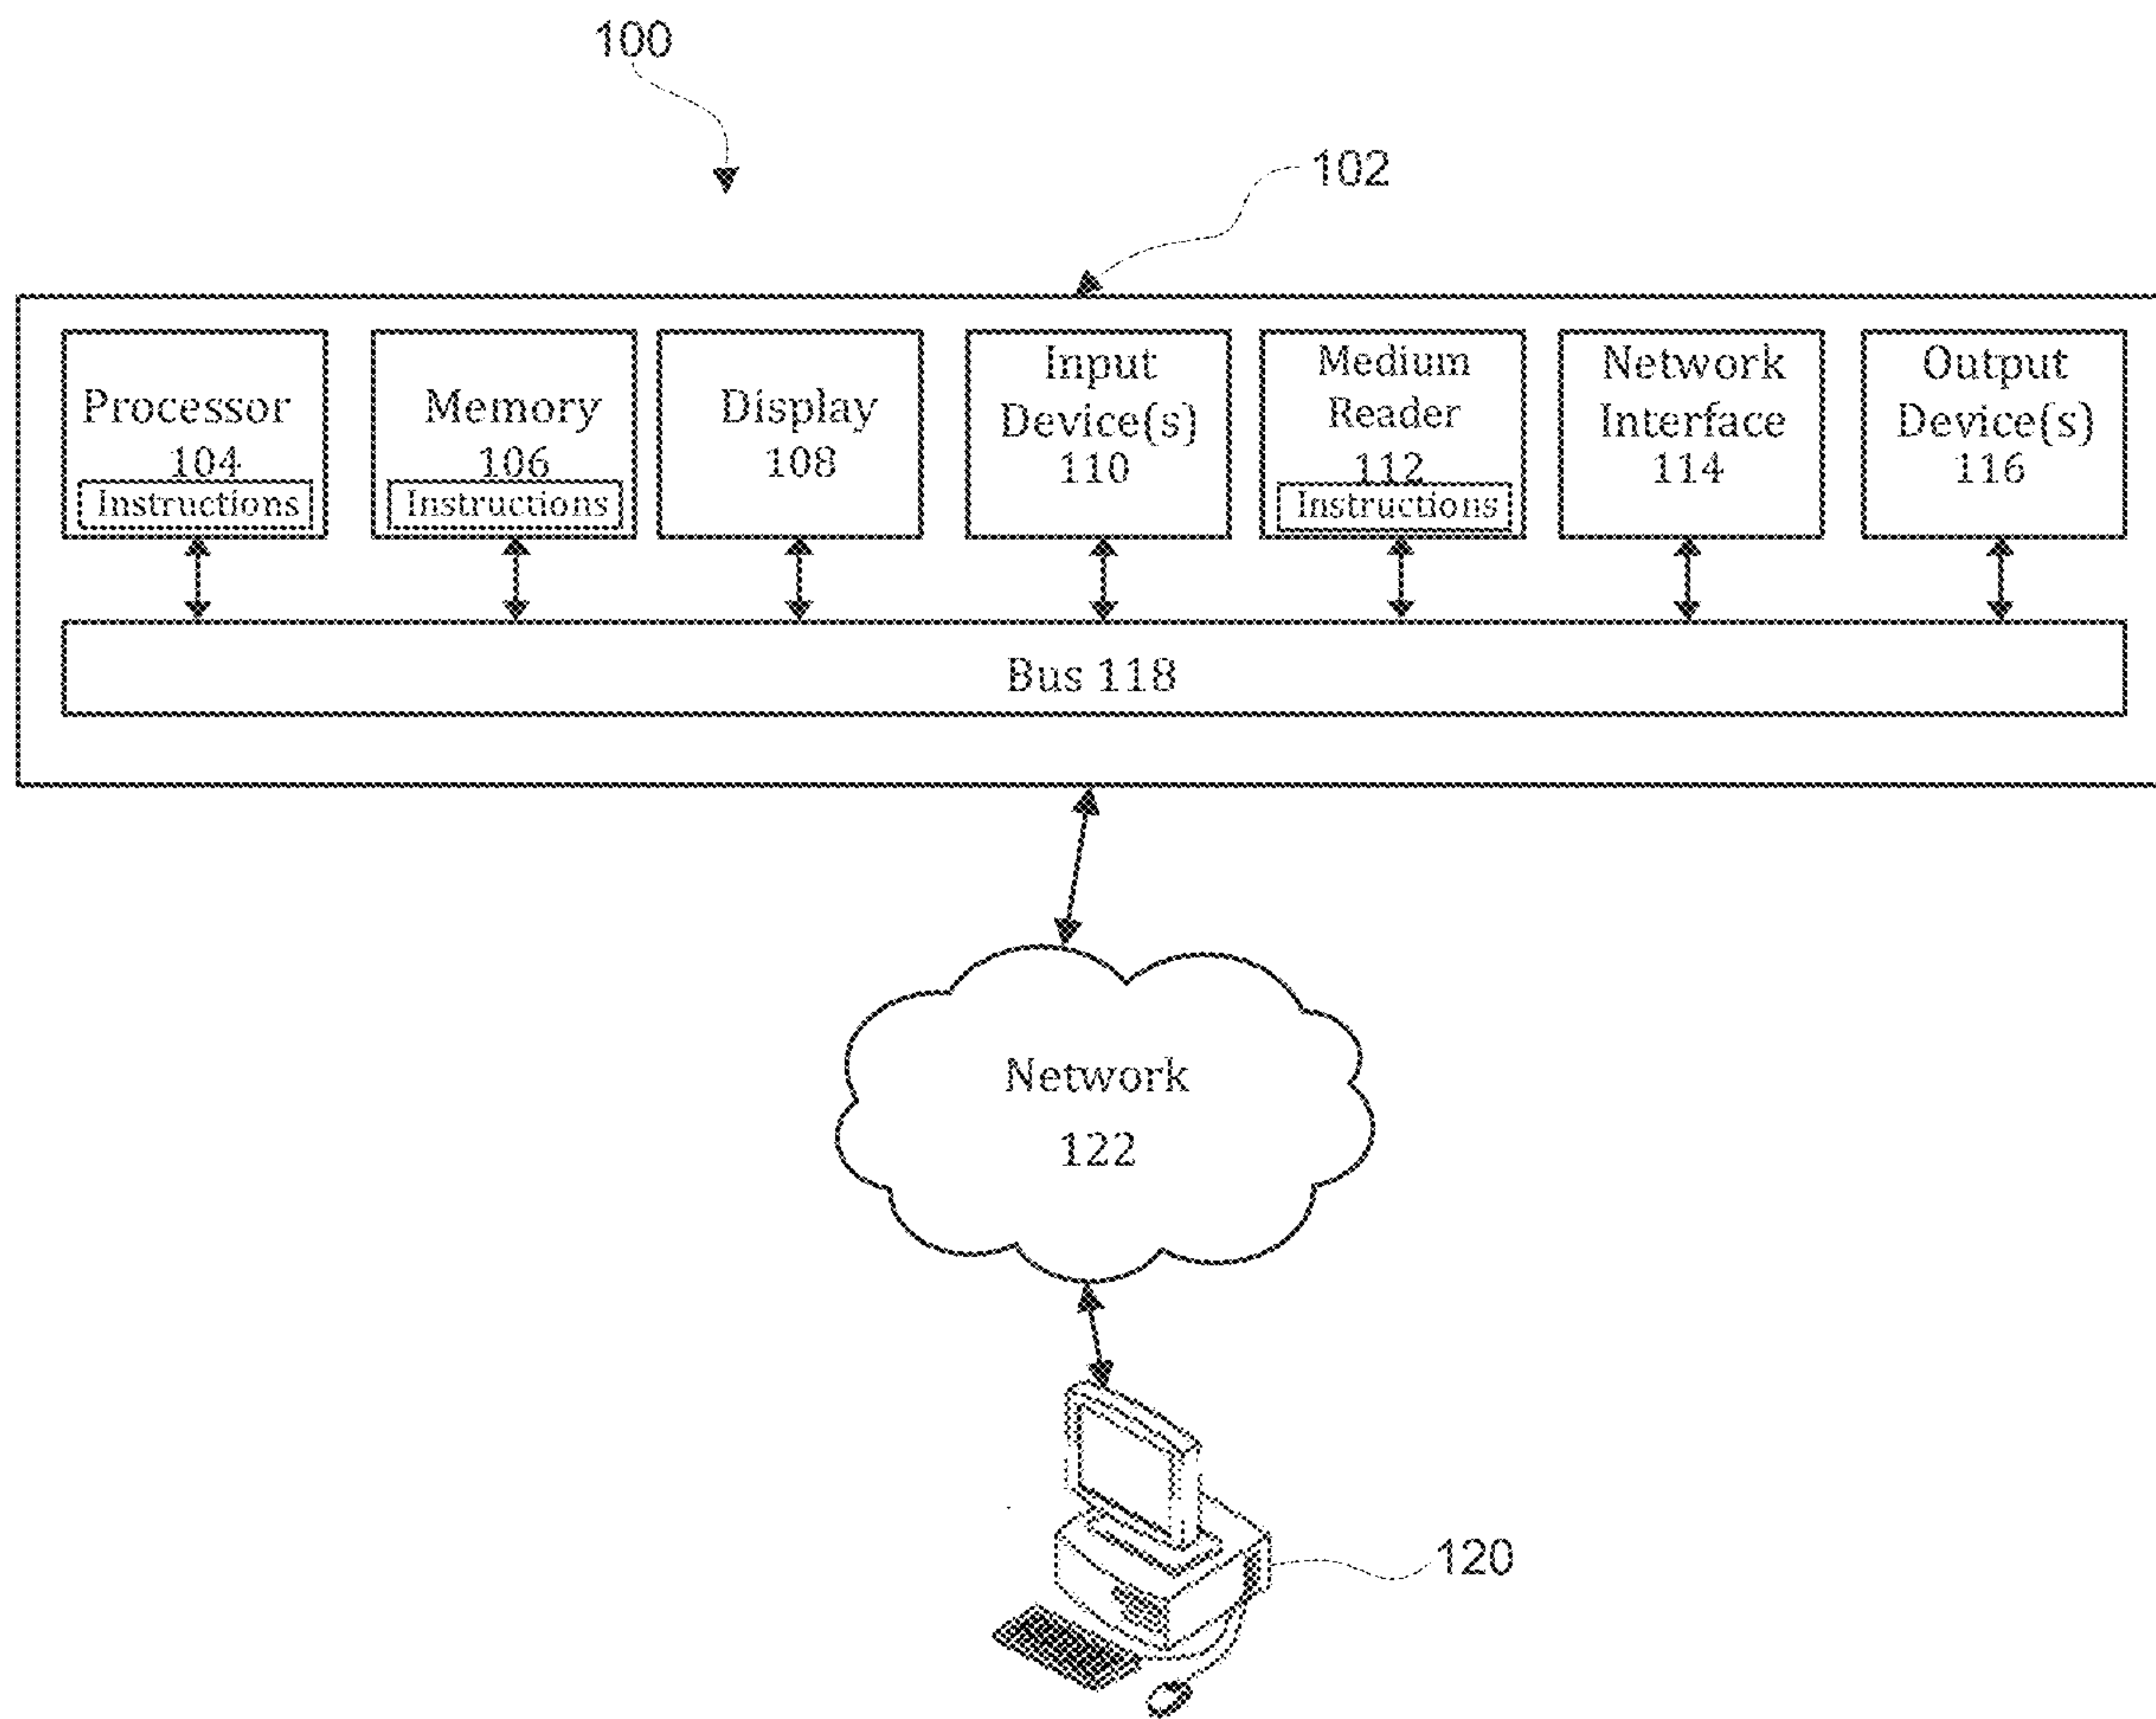 100
102
Processor
104
Instructions
Memory
106
Instructions
Display
108
Input
Device(s)
110
Medium
Reader
112
Instructions
Network
Interface
114
Output
Device(s)
116
Bus 118
Network
122
120